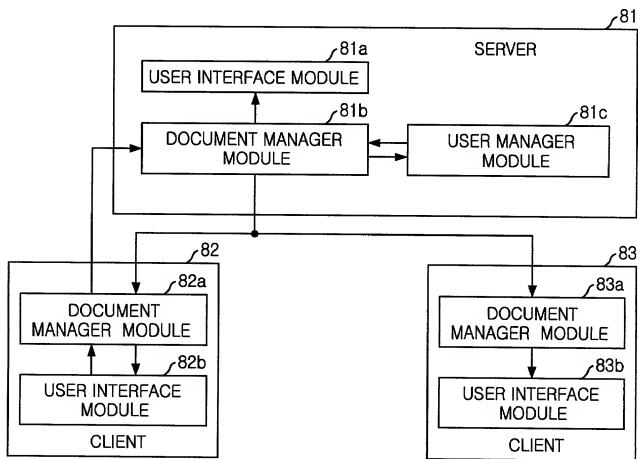 81
SERVER
81a
USER INTERFACE MODULE
81b
DOCUMENT MANAGER
MODULE
81c
USER MANAGER
MODULE
82
82a
DOCUMENT
MANAGER MODULE
82b
USER INTERFACE
MODULE
CLIENT
83
83a
DOCUMENT
MANAGER MODULE
83b
USER INTERFACE
MODULE
CLIENT